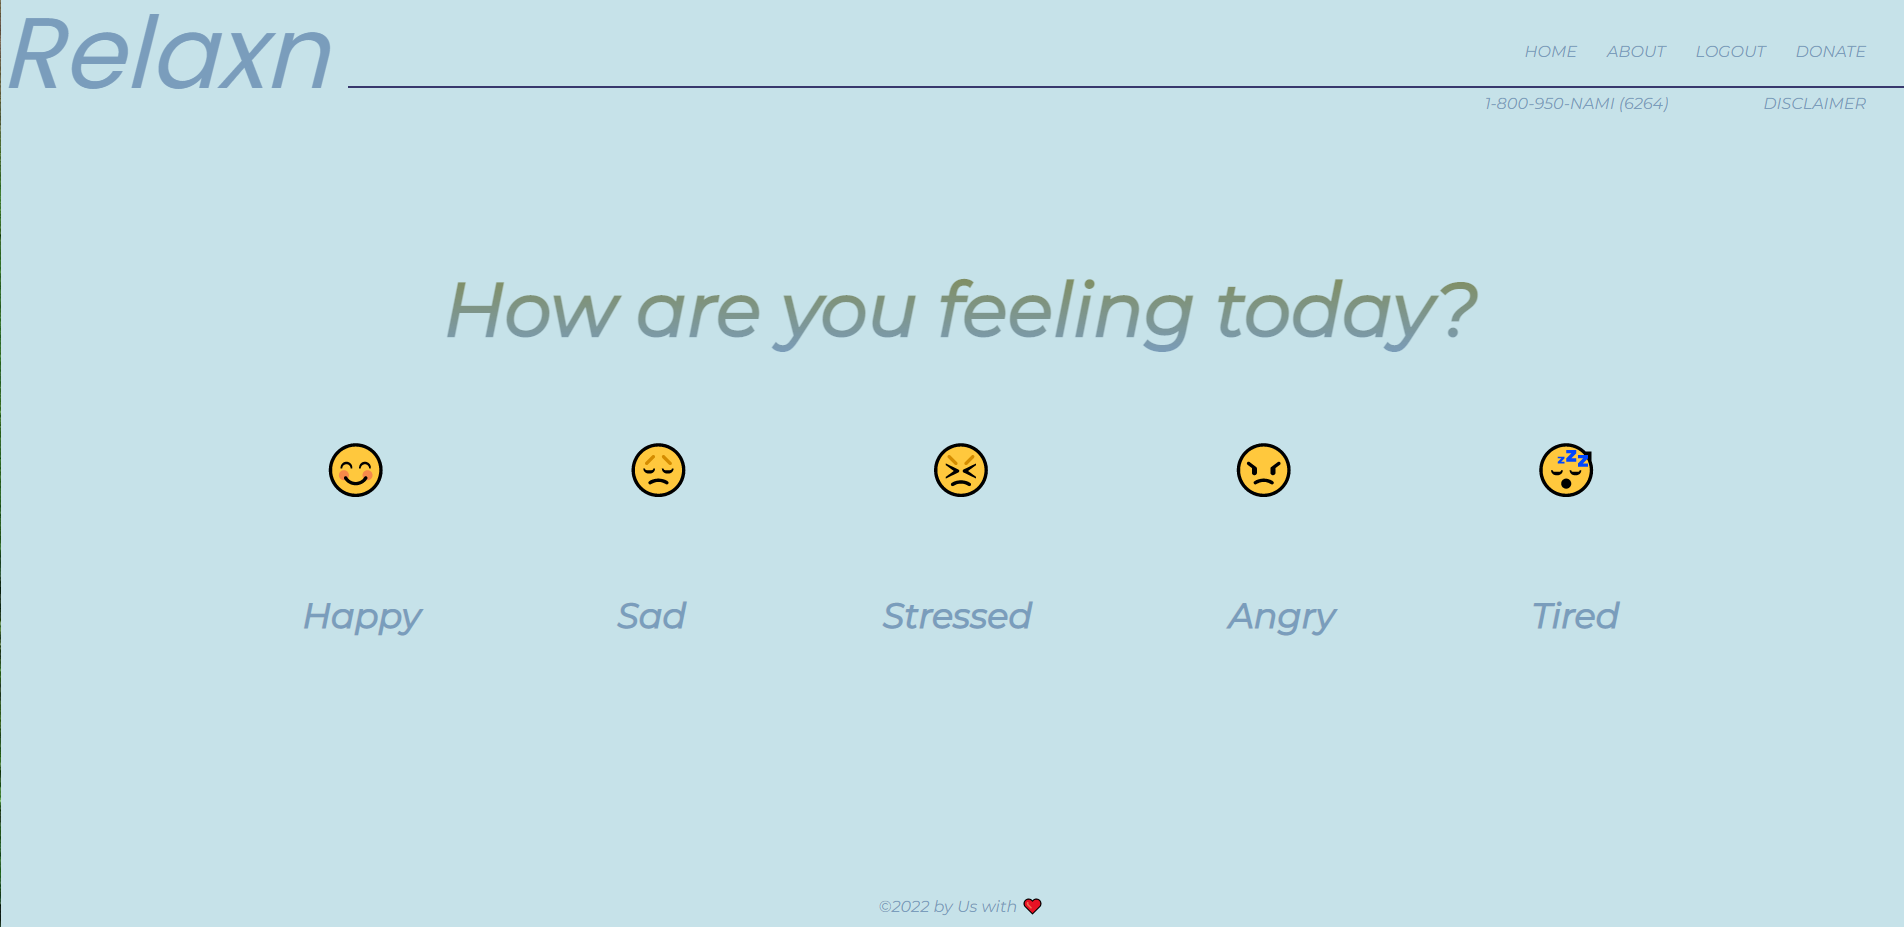 Relaxn
HOME ABOUT LOGOUT DONATE
1-800-950-NAMI (6264) DISCLAIMER
How are you feeling today?
Happy Sad Stressed Angry Tired
©2022 by Us with